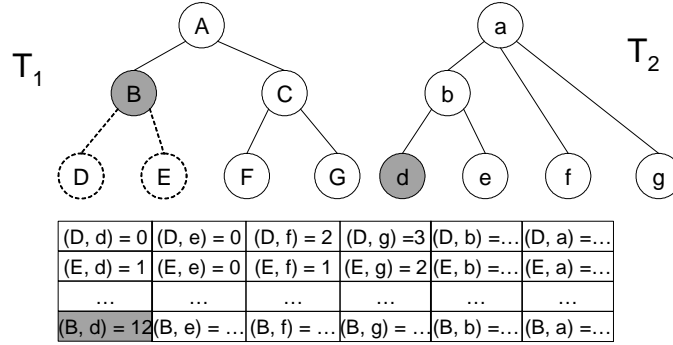 A
a
T1
T2
B
C
b
D
E
F
G
d
e
f
g
(D, d) = 0 (D, e) = 0 (D, f) = 2 (D, g) =3 (D, b) =... (D, a) =...
(E, d) = 1 (E, e) = 0 (E, f) = 1 (E, g) = 2 (E, b) =... (E, a) =...
... ... ... ... ... ...
(B, d) = 12 (B, e) = ... (B, f) = ... (B, g) = ... (B, b) =... (B, a) =...